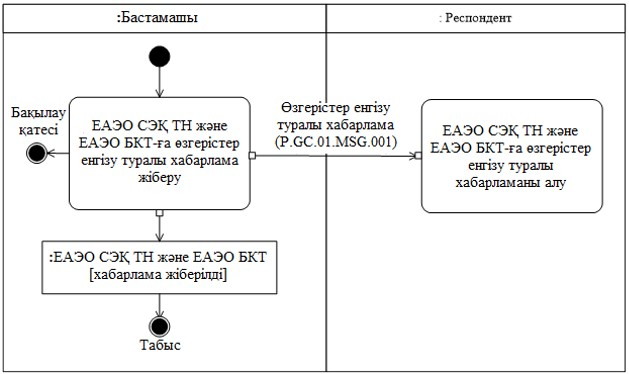 :Бастамашы
: Респондент
Бақылау
қатесі
ЕАЭО СЭҚ ТН және
ЕАЭО БКТ-ға өзгерістер
енгізу туралы хабарлама
жіберу
Өзгерістер енгізу
туралы хабарлама
(P.GC.01.MSG.001)
ЕАЭО СЭҚ ТН және
ЕАЭО БКТ-ға өзгерістер
енгізу туралы
хабарламаны алу
:ЕАЭО СЭҚ ТН және ЕАЭО БКТ
[хабарлама жіберілді]
Табыс